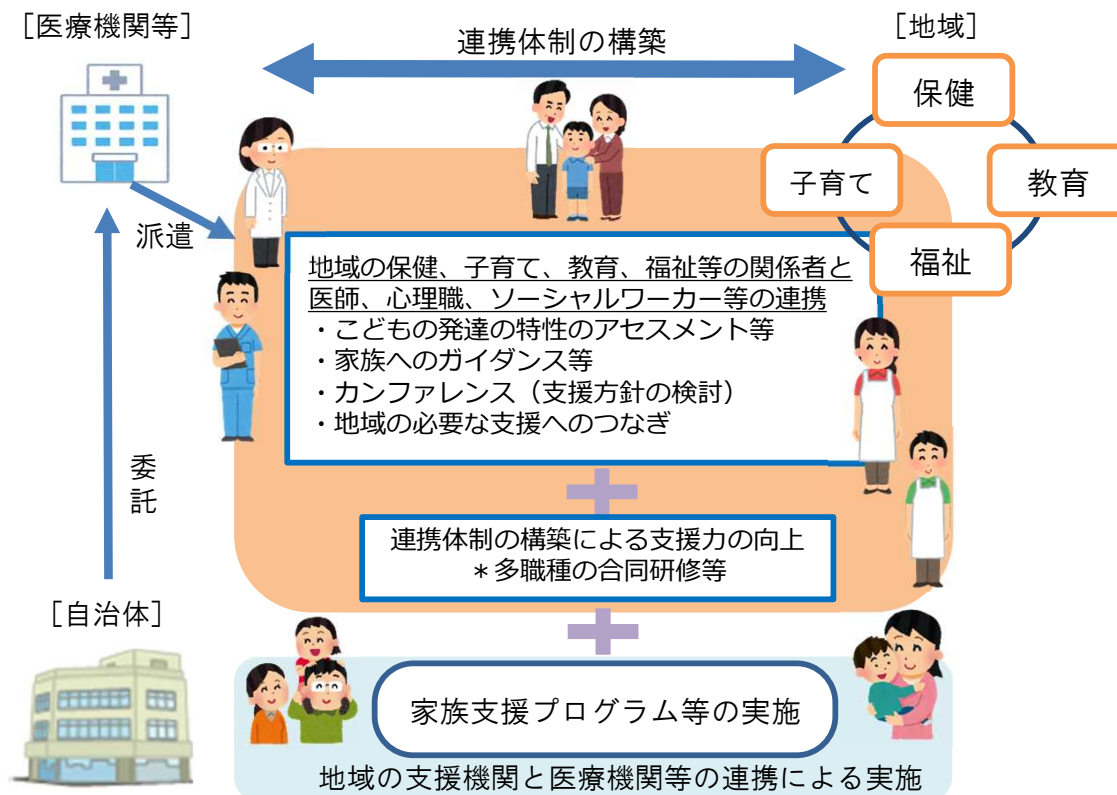 ［医療機関等］
連携体制の構築
［地域］
保健
子育て
教育
福祉
派遣
地域の保健、子育て、教育、福祉等の関係者と
医師、心理職、ソーシャルワーカー等の連携
・こどもの発達の特性のアセスメント等
・家族へのガイダンス等
・カンファレンス（支援方針の検討）
・地域の必要な支援へのつなぎ
委託
連携体制の構築による支援力の向上
＊多職種の合同研修等
［自治体］
家族支援プログラム等の実施
地域の支援機関と医療機関等の連携による実施